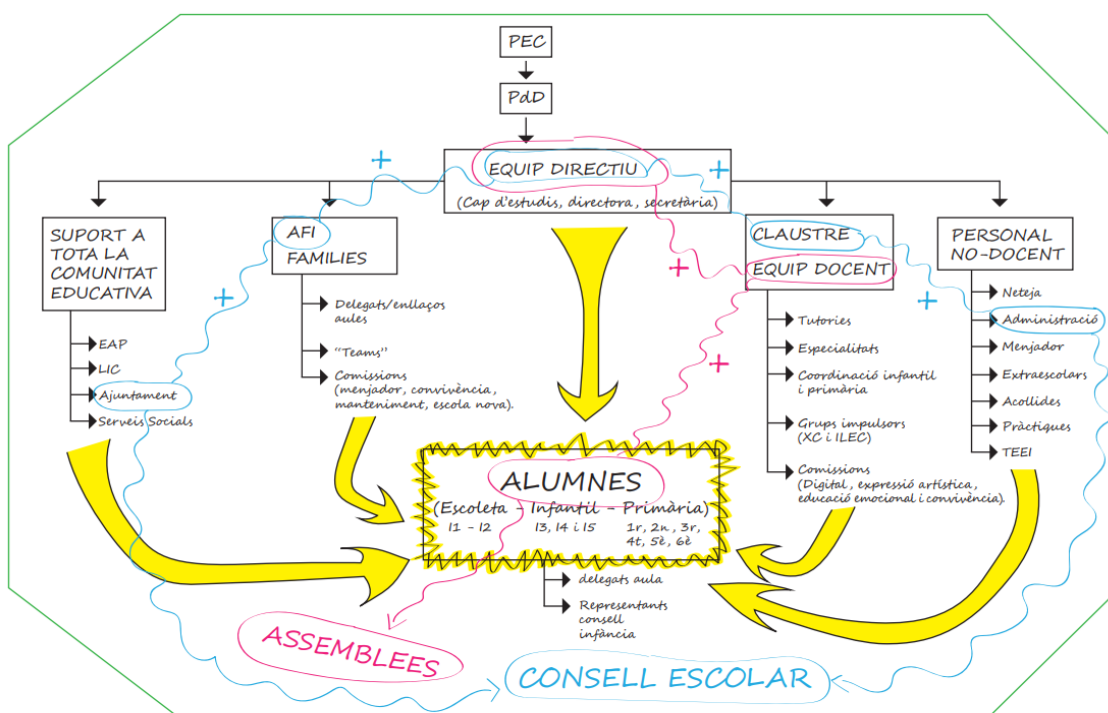 PEC
PdD
EQUIP DIRECTIU
(Cap d'estudis, directora, secretària)
SUPORT A
TOTA LA
COMUNITAT
EDUCATIVA
EAP
LIC
Ajuntament
Serveis Socials
AFI
FAMILIES
Delegats/enllaços
aules
"Teams"
Comissions
(menjador, convivència,
manteniment, escola nova).
CLAUSTRE
EQUIP DOCENT
Tutories
Especialitats
Coordinació infantil
i primària
Grups impulsors
(XC i ILEC)
Comissions
(Digital, expressió artística,
educació emocional i convivència).
PERSONAL
NO-DOCENT
Neteja
Administració
Menjador
Extraescolars
Acollides
Pràctiques
TEEI
+
+
+
+
+
+
ALUMNES
(Escoleta - Infantil - Primària)
I1 - I2
I3, I4 i I5
1r, 2n, 3r,
4t, 5è, 6è
delegats aula
Representants
consell
infància
ASSEMBLEES
CONSELL ESCOLAR